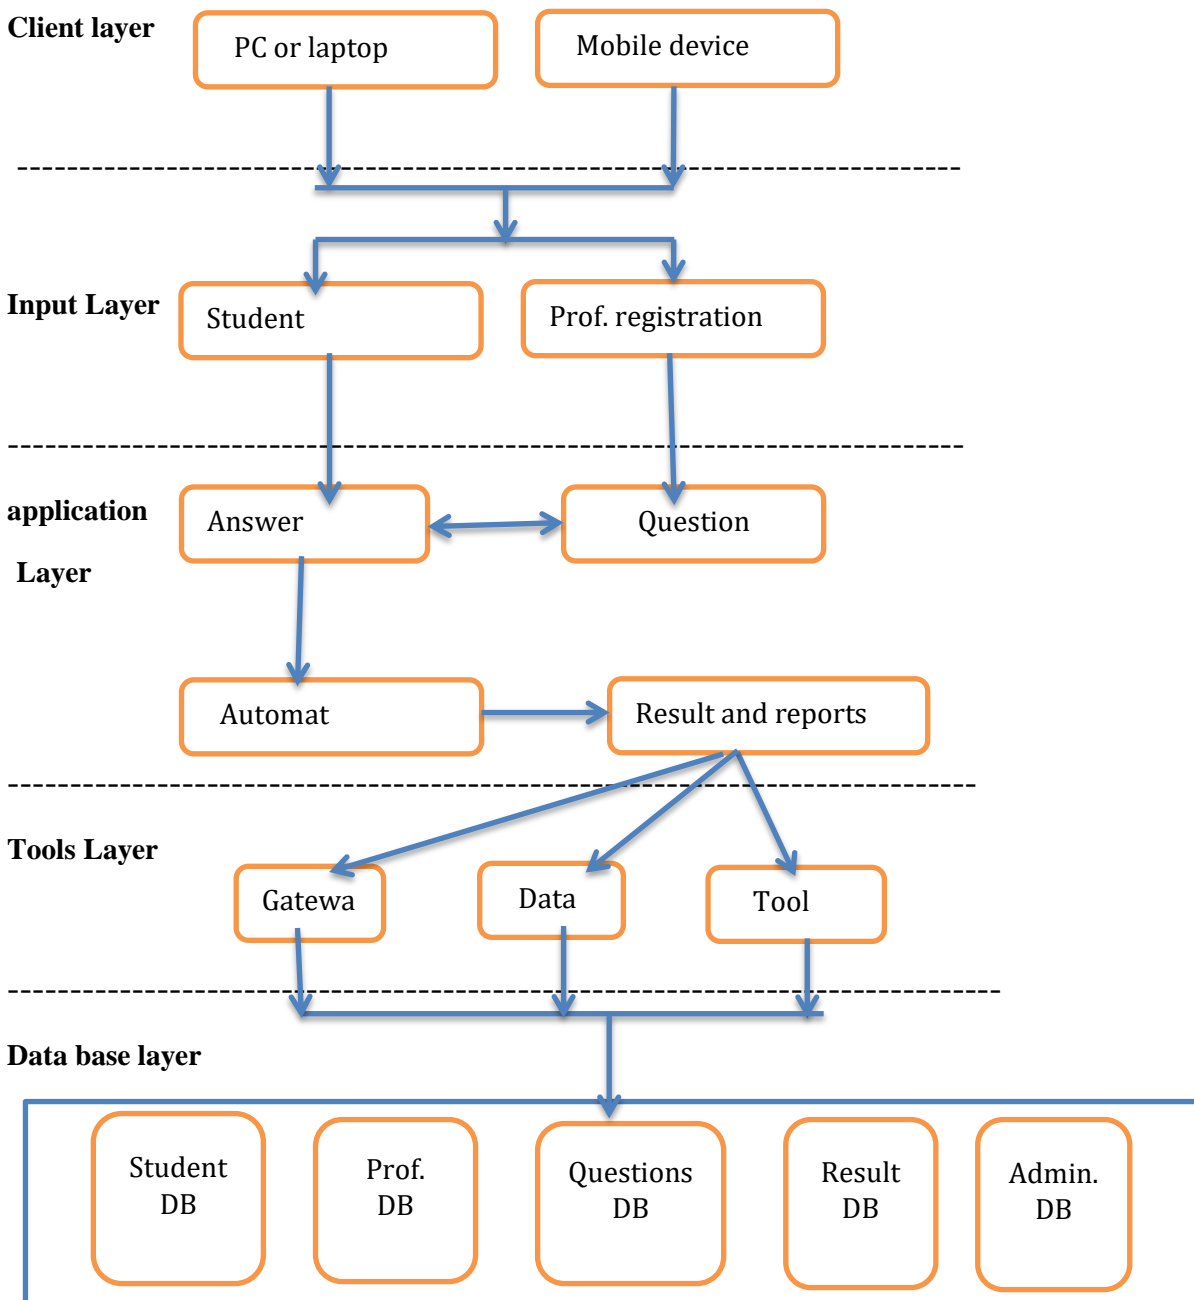 Client layer
PC or laptop
Mobile device
Input Layer
Student
Prof. registration
application
Layer
Answer
Question
Automat
Result and reports
Tools Layer
Gatewa
Data
Tool
Data base layer
Student
DB
Prof.
DB
Questions
DB
Result
DB
Admin.
DB